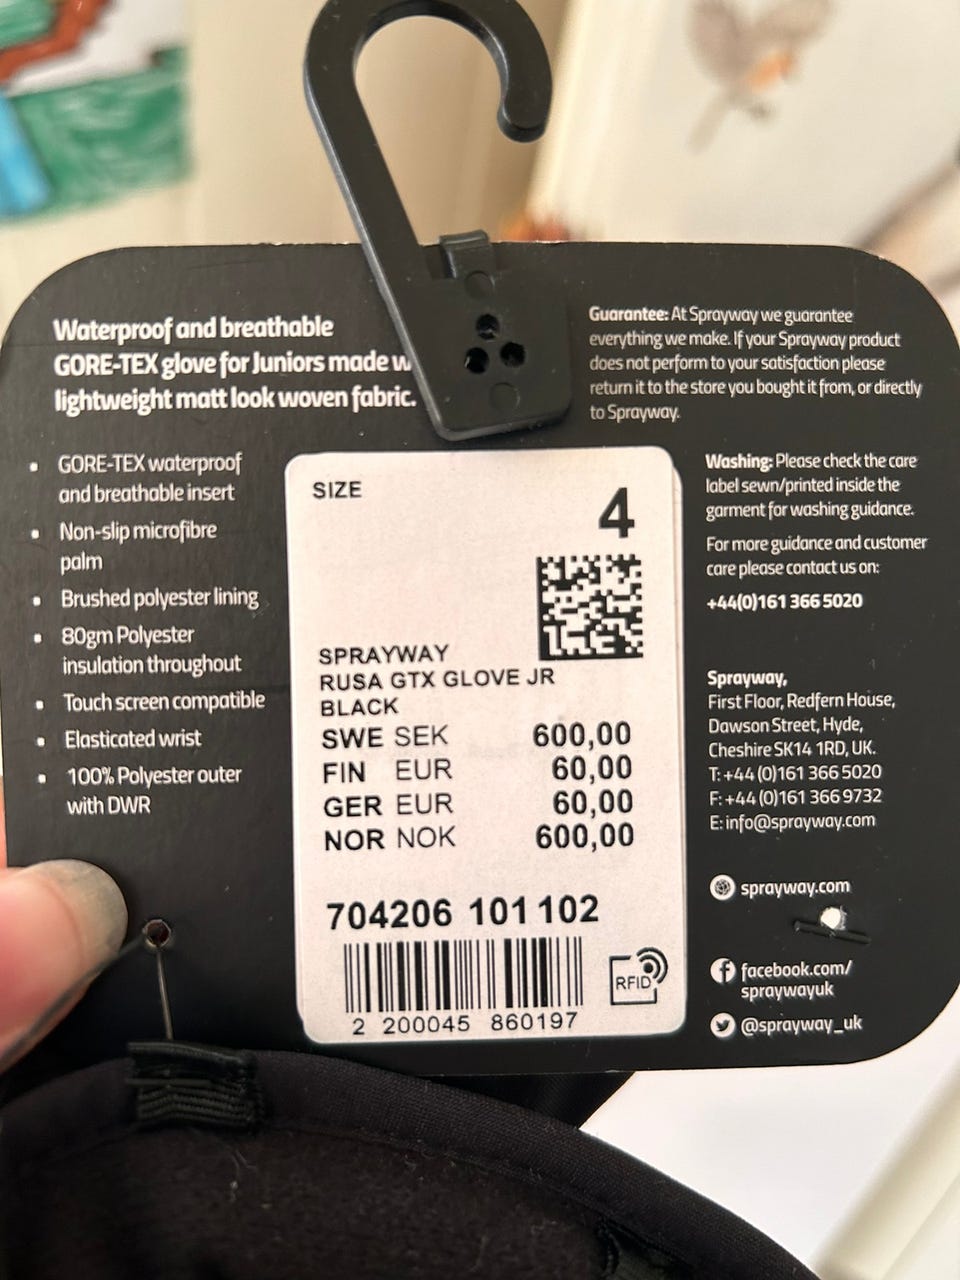 Waterproof and breathable
GORE-TEX glove for Juniors made w
lightweight matt look woven fabric.
GORE-TEX waterproof
and breathable insert
Non-slip microfibre
palm
Brushed polyester lining
80gm Polyester
insulation throughout
Touch screen compatible
Elasticated wrist
100% Polyester outer
with DWR
SIZE
4
SPRAYWAY
RUSA GTX GLOVE JR
BLACK
SWE SEK 600,00
FIN EUR 60,00
GER EUR 60,00
NOR NOK 600,00
704206 101 102
2 200045 860197
RFID
Guarantee: At Sprayway we guarantee
everything we make. If your Sprayway product
does not perform to your satisfaction please
return it to the store you bought it from, or directly
to Sprayway.
Washing: Please check the care
label sewn/printed inside the
garment for washing guidance.
For more guidance and customer
care please contact us on:
+44(0)161 366 5020
Sprayway,
First Floor, Redfern House,
Dawson Street, Hyde,
Cheshire SK14 1RD, UK.
T: +44 (0)161 366 5020
F: +44 (0)161 366 9732
E: info@sprayway.com
sprayway.com
facebook.com/
spraywayuk
@sprayway_uk